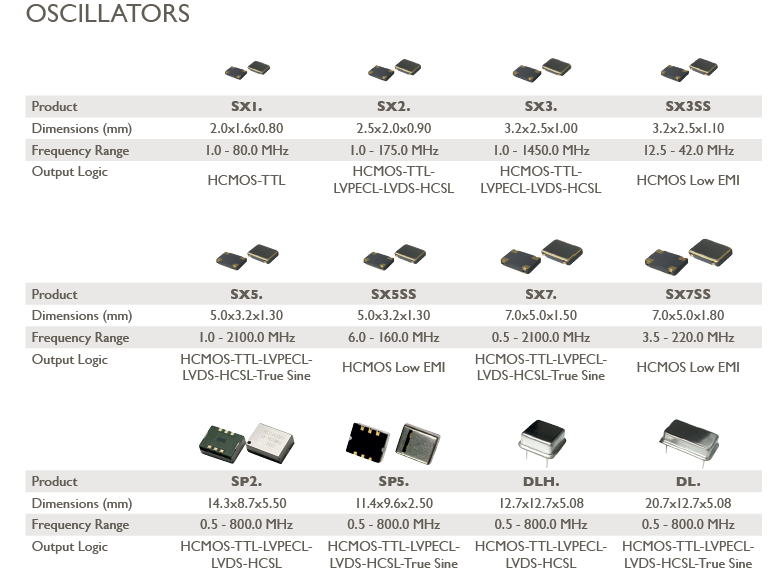 OSCILLATORS
Product SX1. SX2. SX3. SX3SS
Dimensions (mm) 2.0x1.6x0.80 2.5x2.0x0.90 3.2x2.5x1.00 3.2x2.5x1.10
Frequency Range 1.0 - 80.0 MHz 1.0 - 175.0 MHz 1.0 - 1450.0 MHz 12.5 - 42.0 MHz
Output Logic HCMOS-TTL HCMOS-TTL- HCMOS-TTL- HCMOS Low EMI
LVPECL-LVDS-HCSL LVPECL-LVDS-HCSL
Product SX5. SX5SS SX7. SX7SS
Dimensions (mm) 5.0x3.2x1.30 5.0x3.2x1.30 7.0x5.0x1.50 7.0x5.0x1.80
Frequency Range 1.0 - 2100.0 MHz 6.0 - 160.0 MHz 0.5 - 2100.0 MHz 3.5 - 220.0 MHz
Output Logic HCMOS-TTL-LVPECL- HCMOS Low EMI HCMOS-TTL-LVPECL- HCMOS Low EMI
LVDS-HCSL-True Sine LVDS-HCSL-True Sine
Product SP2. SP5. DLH. DL.
Dimensions (mm) 14.3x8.7x5.50 11.4x9.6x2.50 12.7x12.7x5.08 20.7x12.7x5.08
Frequency Range 0.5 - 800.0 MHz 0.5 - 800.0 MHz 0.5 - 800.0 MHz 0.5 - 800.0 MHz
Output Logic HCMOS-TTL-LVPECL- HCMOS-TTL-LVPECL- HCMOS-TTL-LVPECL- HCMOS-TTL-LVPECL-
LVDS-HCSL LVDS-HCSL-True Sine LVDS-HCSL LVDS-HCSL-True Sine